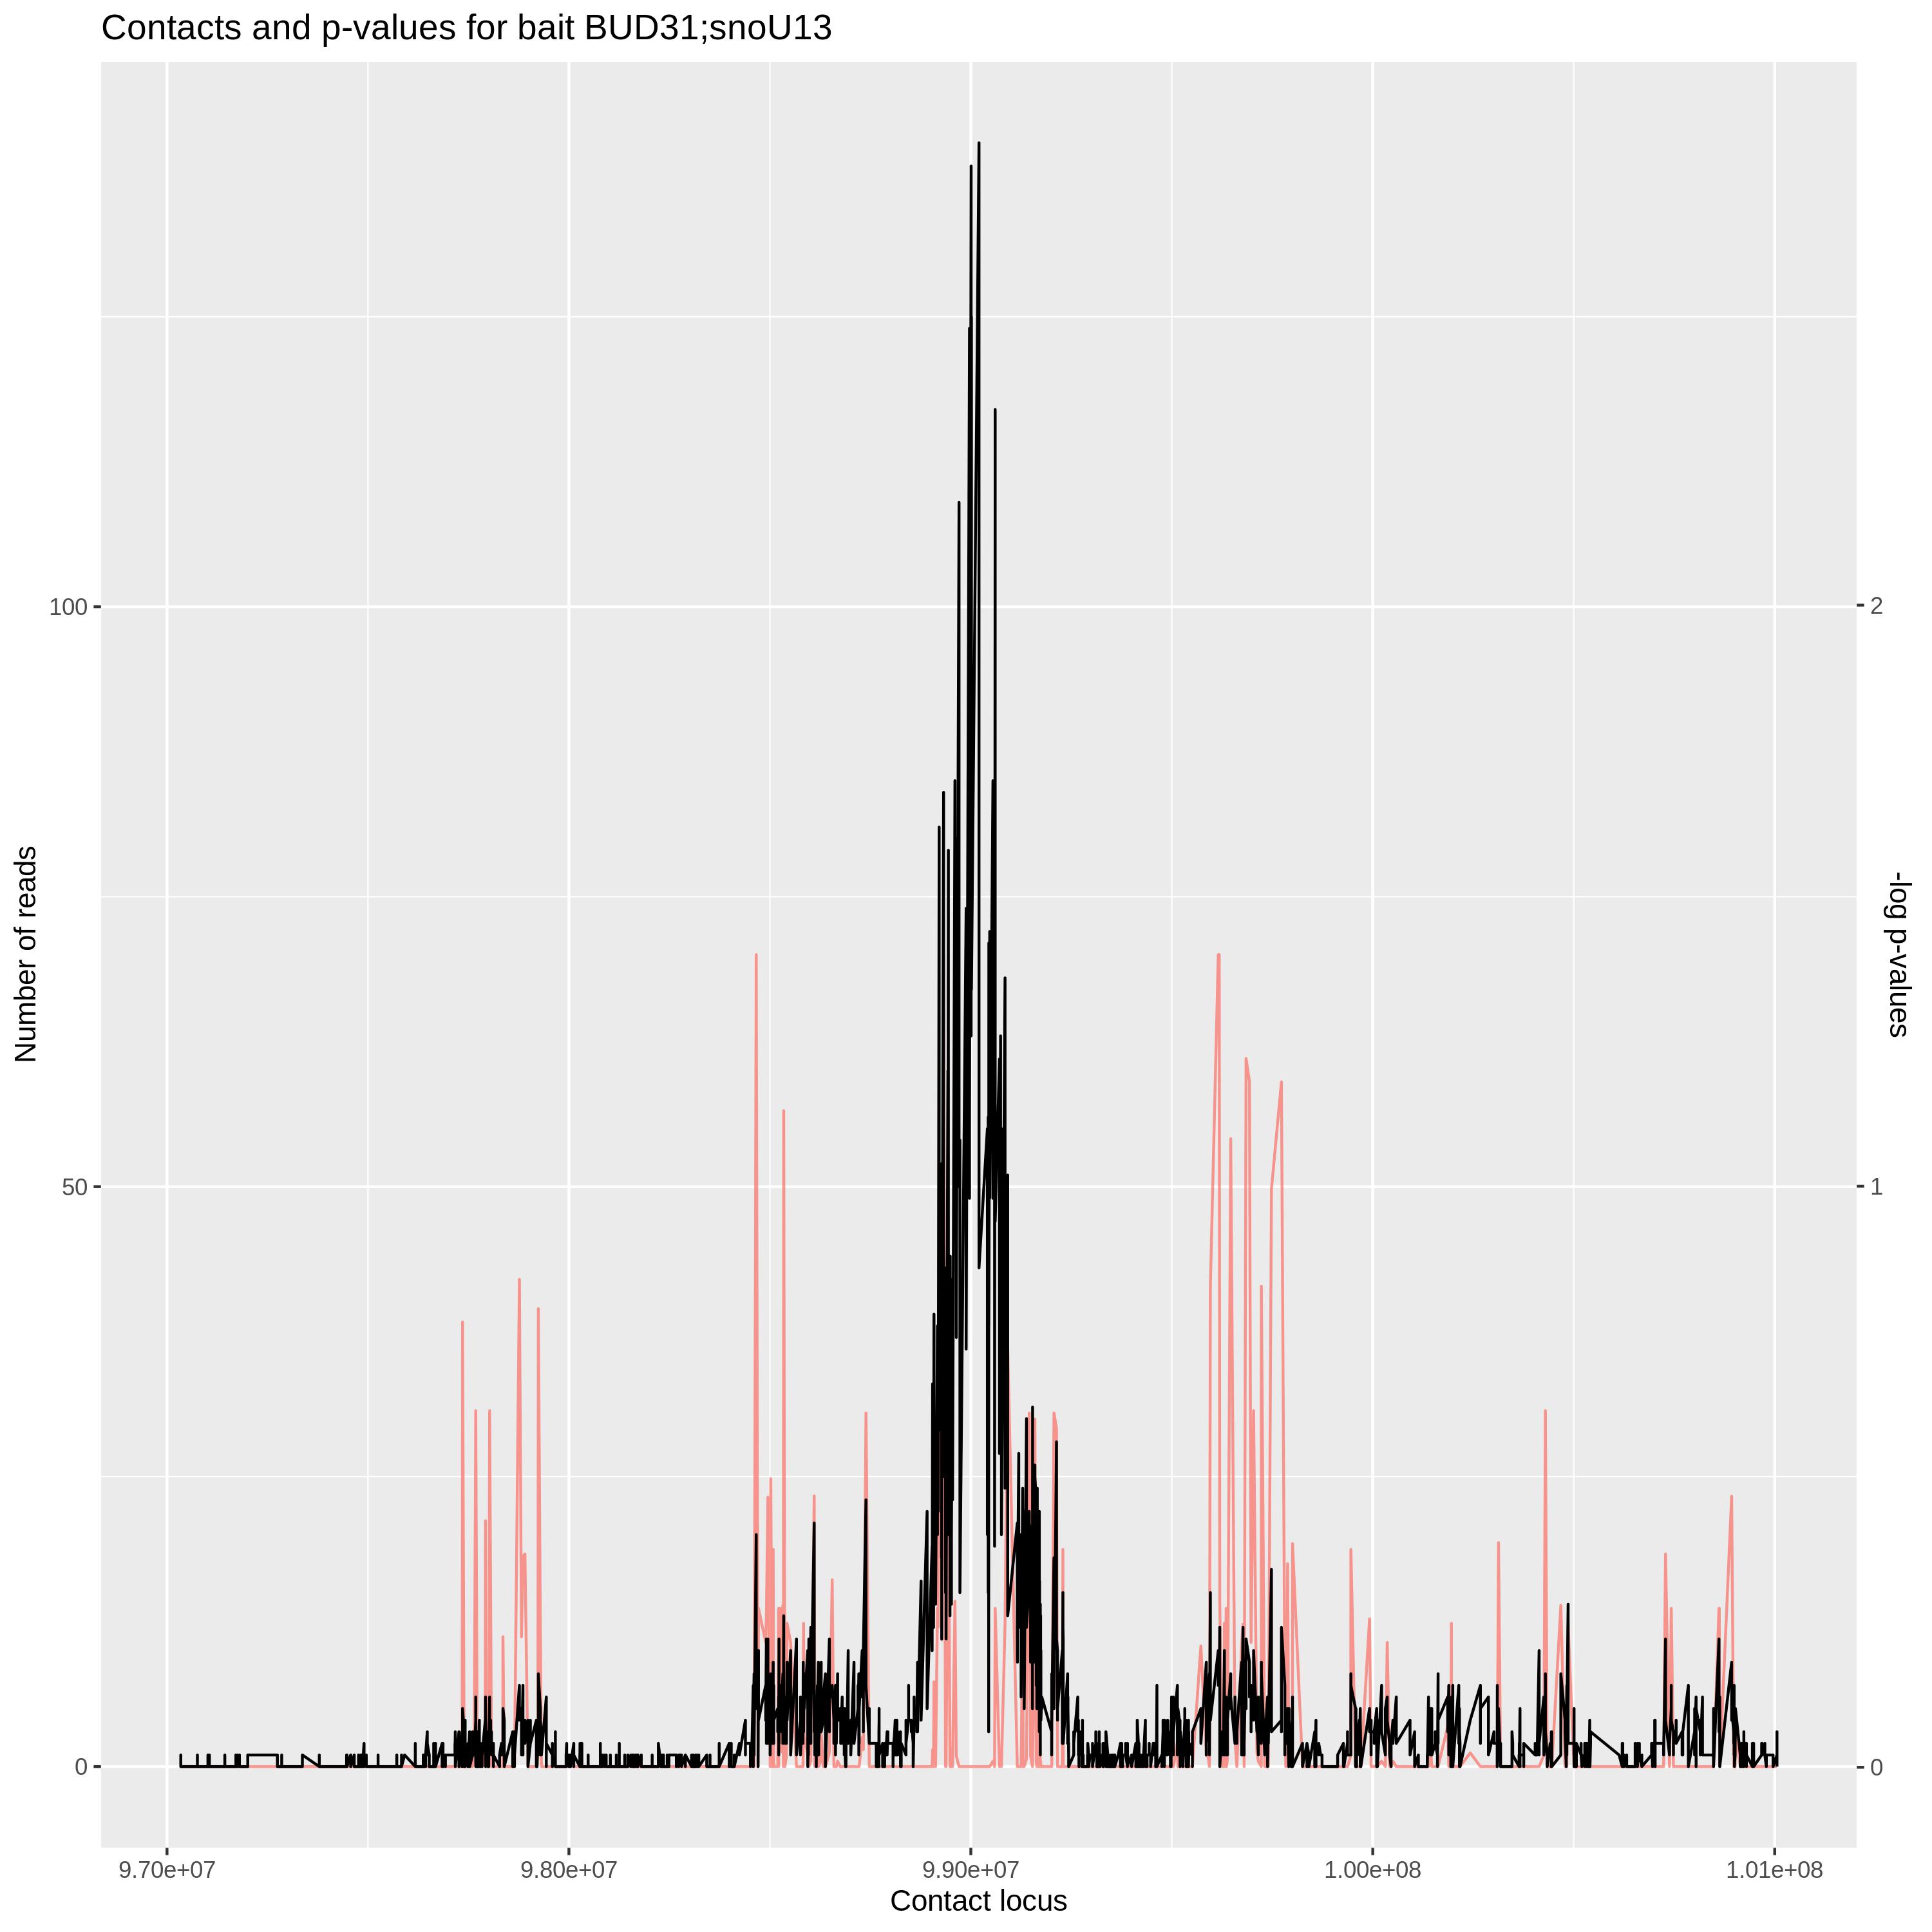 Contacts and p-values for bait BUD31;snoU13
100
50
0
Number of reads
2
1
0
-log p-values
9.70e+07
9.80e+07
9.90e+07
1.00e+08
1.01e+08
Contact locus